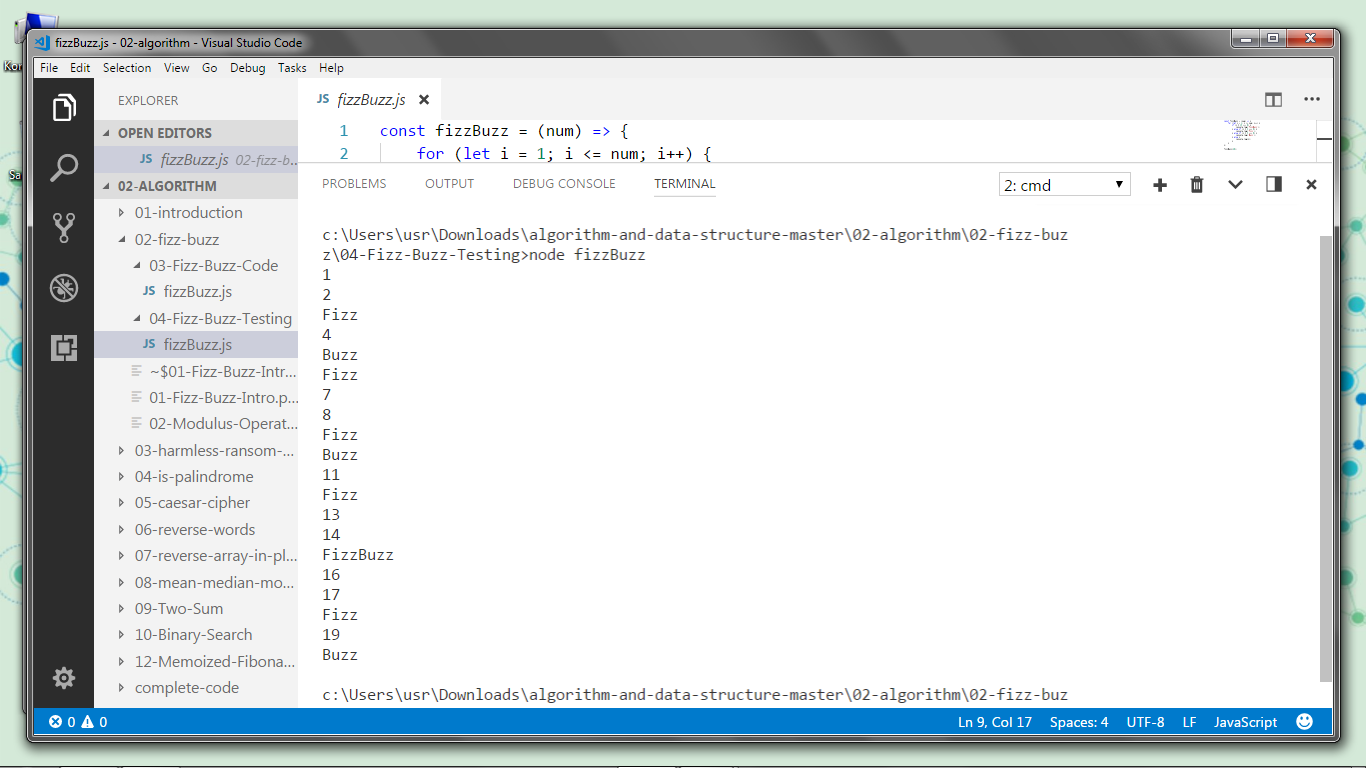 fizzBuzz.js - 02-algorithm - Visual Studio Code
File Edit Selection View Go Debug Tasks Help
EXPLORER
OPEN EDITORS
JS fizzBuzz.js 02-fizz-b...
02-ALGORITHM
01-introduction
02-fizz-buzz
03-Fizz-Buzz-Code
JS fizzBuzz.js
04-Fizz-Buzz-Testing
JS fizzBuzz.js
~$01-Fizz-Buzz-Intr...
01-Fizz-Buzz-Intro.p...
02-Modulus-Operat...
03-harmless-ransom-...
04-is-palindrome
05-caesar-cipher
06-reverse-words
07-reverse-array-in-pl...
08-mean-median-mo...
09-Two-Sum
10-Binary-Search
12-Memoized-Fibona...
complete-code
JS fizzBuzz.js
1 const fizzBuzz = (num) => {
2 for (let i = 1; i <= num; i++) {
PROBLEMS OUTPUT DEBUG CONSOLE TERMINAL 2: cmd
c:\Users\usr\Downloads\algorithm-and-data-structure-master\02-algorithm\02-fizz-buz
z\04-Fizz-Buzz-Testing>node fizzBuzz
1
2
Fizz
4
Buzz
Fizz
7
8
Fizz
Buzz
11
Fizz
13
14
FizzBuzz
16
17
Fizz
19
Buzz
c:\Users\usr\Downloads\algorithm-and-data-structure-master\02-algorithm\02-fizz-buz
0 0 Ln 9, Col 17 Spaces: 4 UTF-8 LF JavaScript